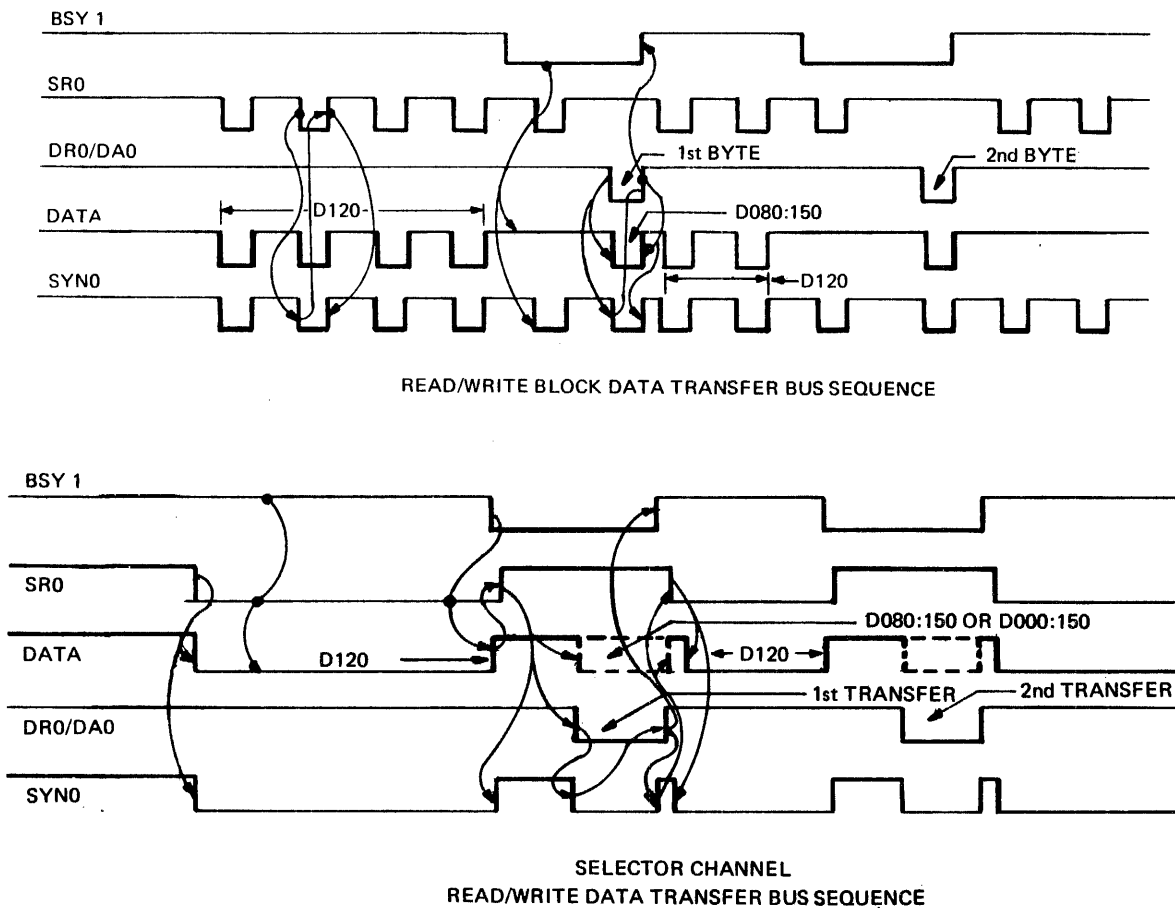 BSY 1
SR0
DR0/DA0
1st BYTE
2nd BYTE
DATA
D120
D080:150
SYN0
D120
READ/WRITE BLOCK DATA TRANSFER BUS SEQUENCE
BSY 1
SR0
D080:150 OR D000:150
DATA
D120
D120
1st TRANSFER
2nd TRANSFER
DR0/DA0
SYN0
SELECTOR CHANNEL
READ/WRITE DATA TRANSFER BUS SEQUENCE